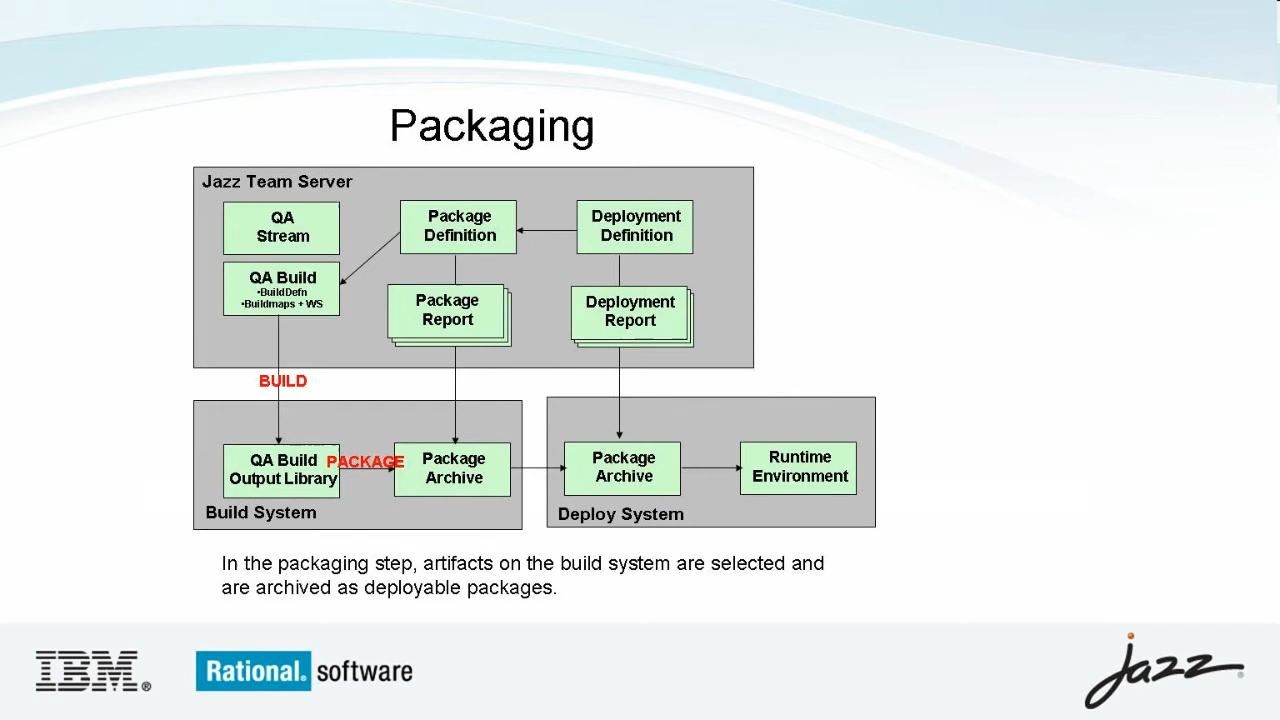 Packaging
Jazz Team Server
QA
Stream
Package
Definition
Deployment
Definition
QA Build
•BuildDefn
•Buildmaps + WS
Package
Report
Deployment
Report
BUILD
QA Build
Output Library
PACKAGE
Package
Archive
Build System
Package
Archive
Runtime
Environment
Deploy System
In the packaging step, artifacts on the build system are selected and
are archived as deployable packages.
IBM®
Rational® software
jazz®